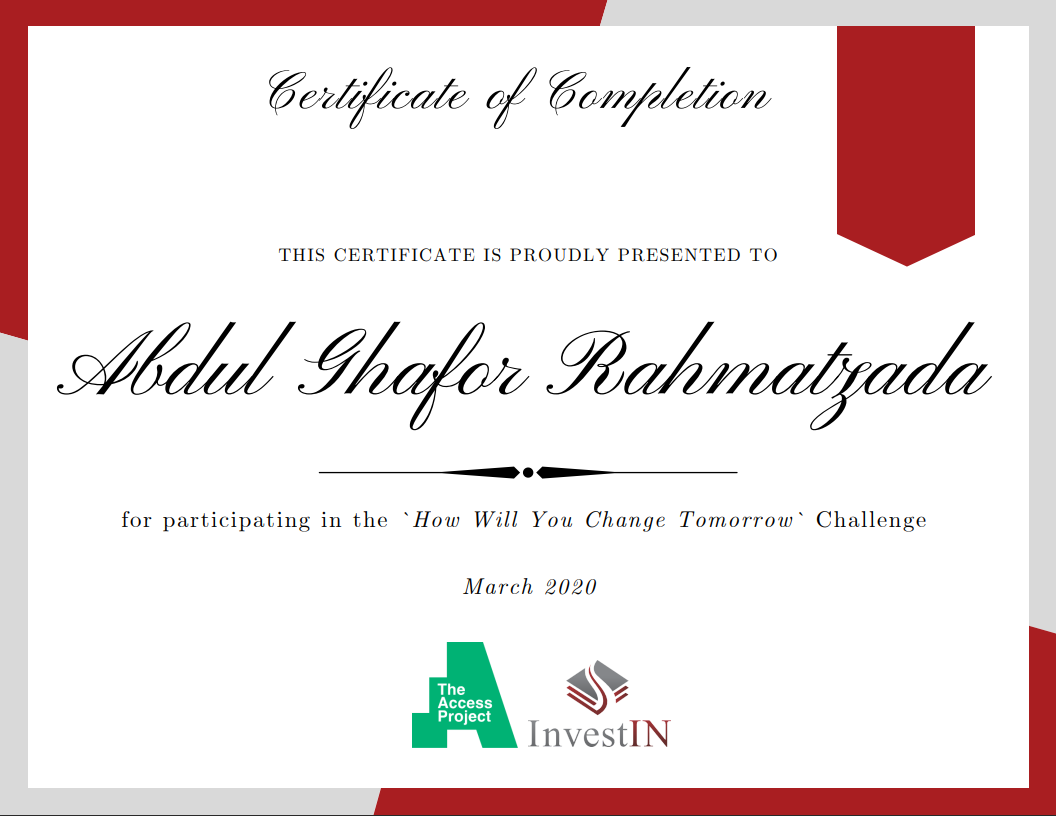 Certificate of Completion
THIS CERTIFICATE IS PROUDLY PRESENTED TO
Abdul Ghafor Rahmatzada
for participating in the `How Will You Change Tomorrow` Challenge
March 2020
The
Access
Project
InvestIN